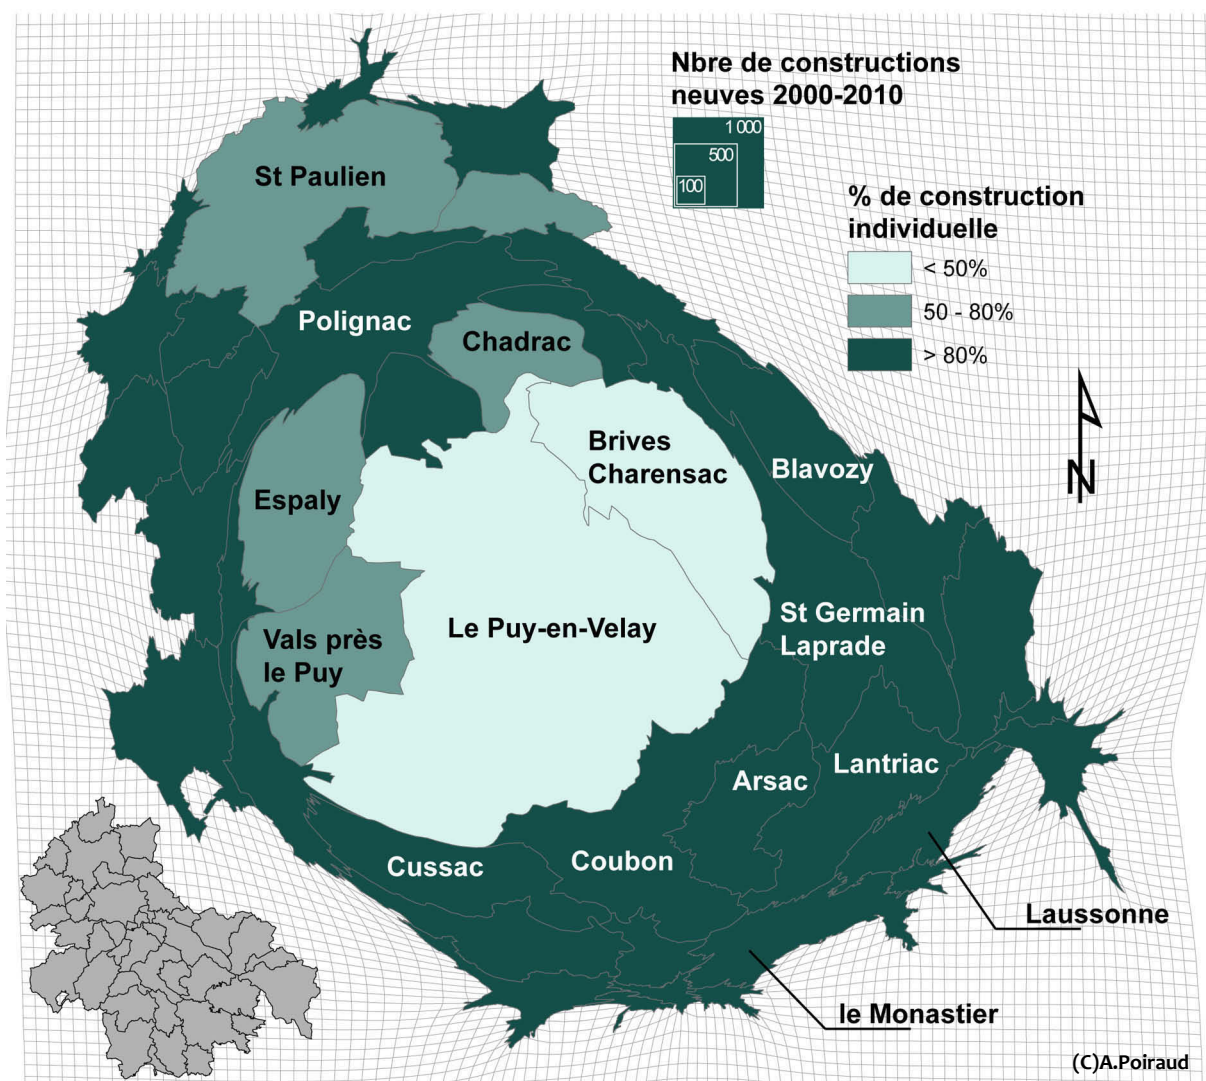 Nbre de constructions
neuves 2000-2010
1 000
500
100
% de construction
individuelle
< 50%
50 - 80%
> 80%
St Paulien
Polignac
Chadrac
Brives
Charensac
Blavozy
N
Espaly
St Germain
Laprade
Le Puy-en-Velay
Vals près
le Puy
Lantriac
Arsac
Coubon
Cussac
Laussonne
le Monastier
(C)A.Poiraud